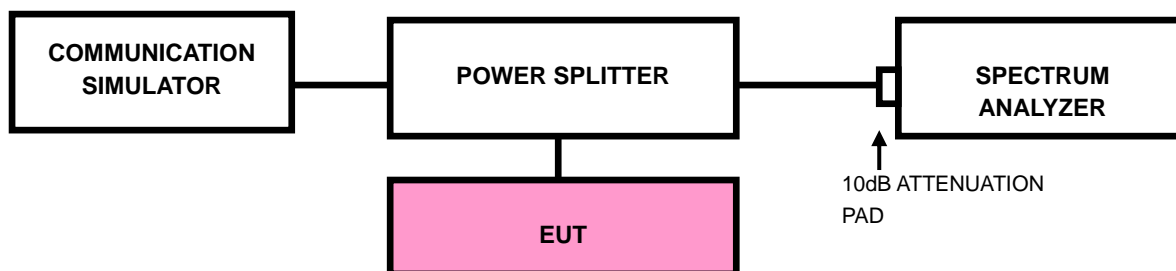 COMMUNICATION
SIMULATOR
POWER SPLITTER
SPECTRUM
ANALYZER
10dB ATTENUATION
PAD
EUT